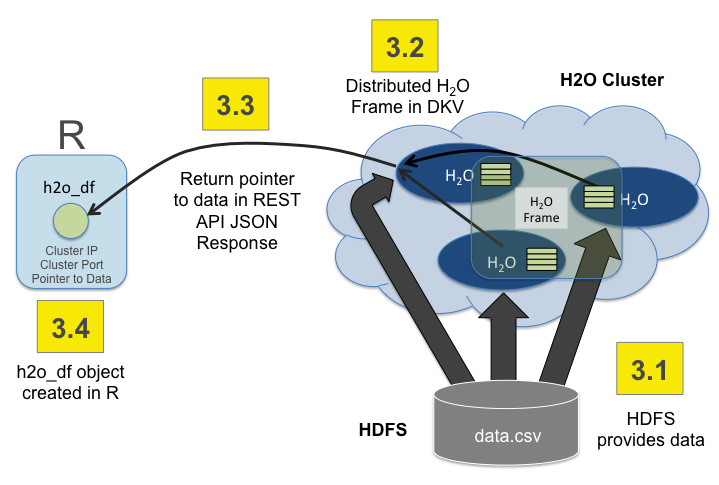 3.2
Distributed H₂O
Frame in DKV
H2O Cluster
3.3
Return pointer
to data in REST
API JSON
Response
R
h2o_df
Cluster IP
Cluster Port
Pointer to Data
3.4
h2o_df object
created in R
H₂O
H₂O
Frame
H₂O
H₂O
HDFS
data.csv
3.1
HDFS
provides data